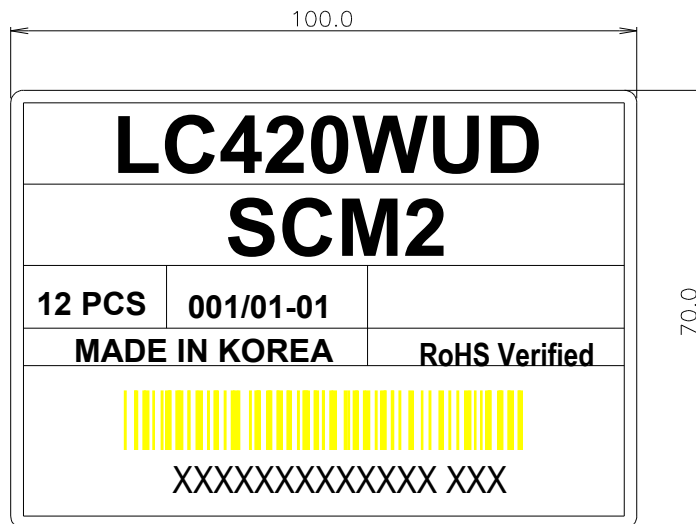 100.0
LC420WUD
SCM2
12 PCS 001/01-01
70.0
MADE IN KOREA RoHS Verified
XXXXXXXXXXXXX XXX